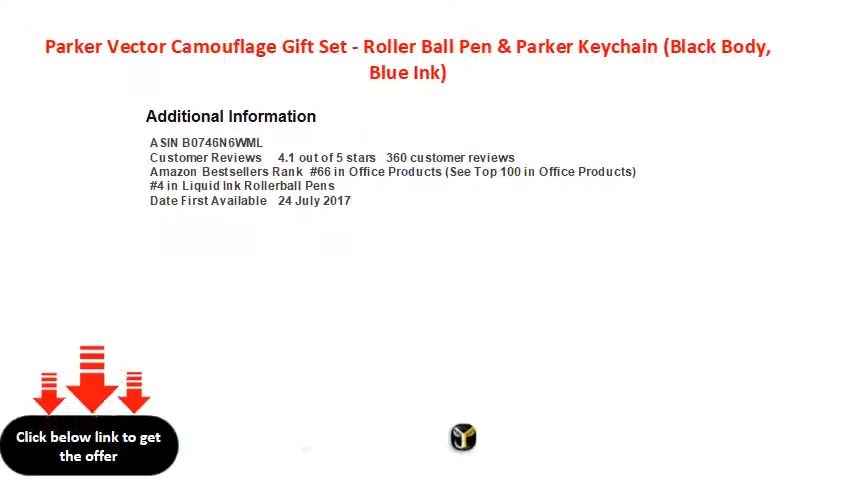 Parker Vector Camouflage Gift Set - Roller Ball Pen & Parker Keychain (Black Body,
Blue Ink)
Additional Information
ASIN B0746N6WML
Customer Reviews 4.1 out of 5 stars 360 customer reviews
Amazon Bestsellers Rank #66 in Office Products (See Top 100 in Office Products)
#4 in Liquid Ink Rollerball Pens
Date First Available 24 July 2017
Click below link to get
the offer